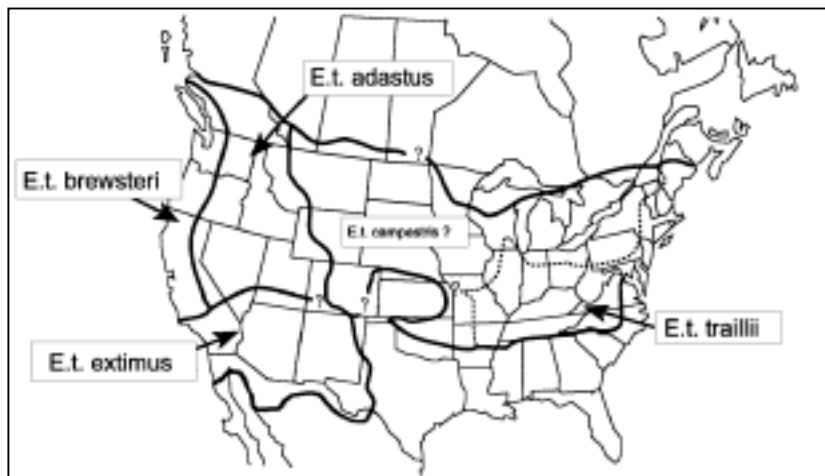 E.t. adastus
?
E.t. brewsteri
E.t. campestris ?
?
?
?
E.t. traillii
E.t. extimus